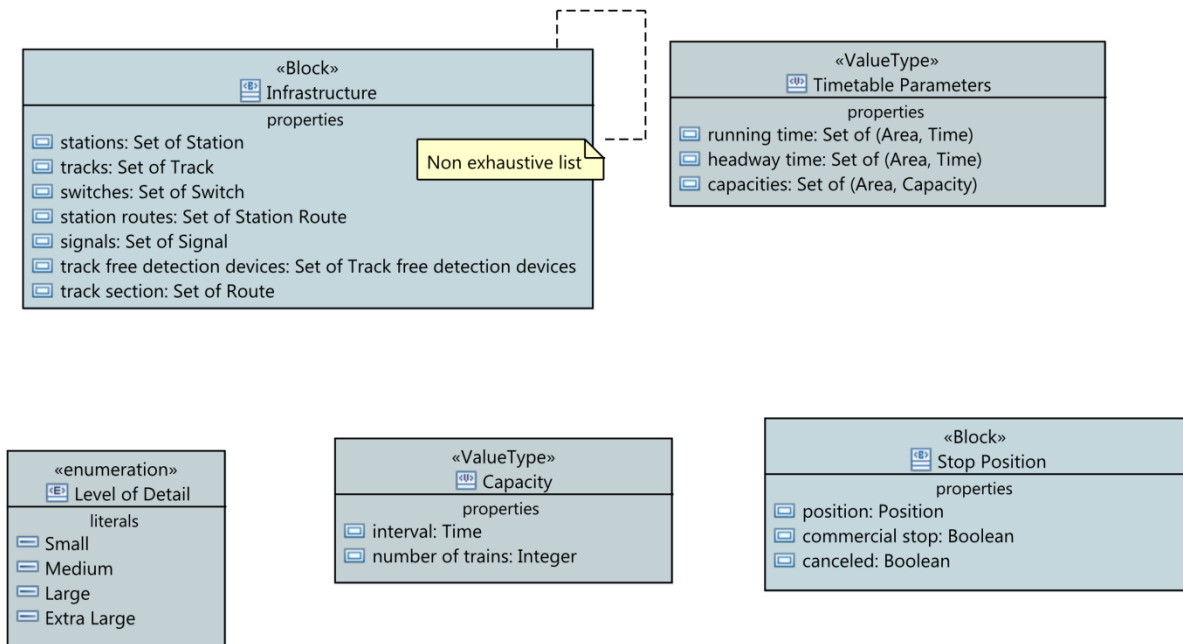 «Block»
Infrastructure
properties
stations: Set of Station
tracks: Set of Track
switches: Set of Switch
station routes: Set of Station Route
signals: Set of Signal
track free detection devices: Set of Track free detection devices
track section: Set of Route
Non exhaustive list
«ValueType»
Timetable Parameters
properties
running time: Set of (Area, Time)
headway time: Set of (Area, Time)
capacities: Set of (Area, Capacity)
«enumeration»
Level of Detail
literals
Small
Medium
Large
Extra Large
«ValueType»
Capacity
properties
interval: Time
number of trains: Integer
«Block»
Stop Position
properties
position: Position
commercial stop: Boolean
canceled: Boolean